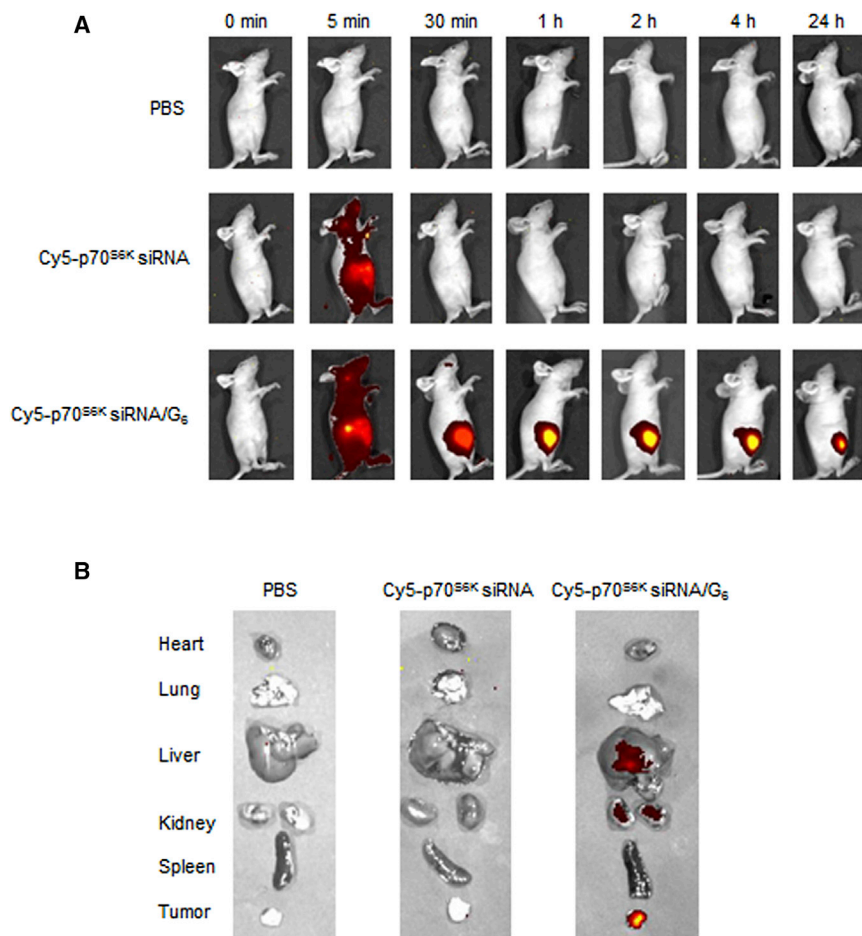 A
0 min 5 min 30 min 1 h 2 h 4 h 24 h
PBS
Cy5-p70ˢ⁶ᴷ siRNA
Cy5-p70ˢ⁶ᴷ siRNA/G₆
B
PBS Cy5-p70ˢ⁶ᴷ siRNA Cy5-p70ˢ⁶ᴷ siRNA/G₆
Heart
Lung
Liver
Kidney
Spleen
Tumor